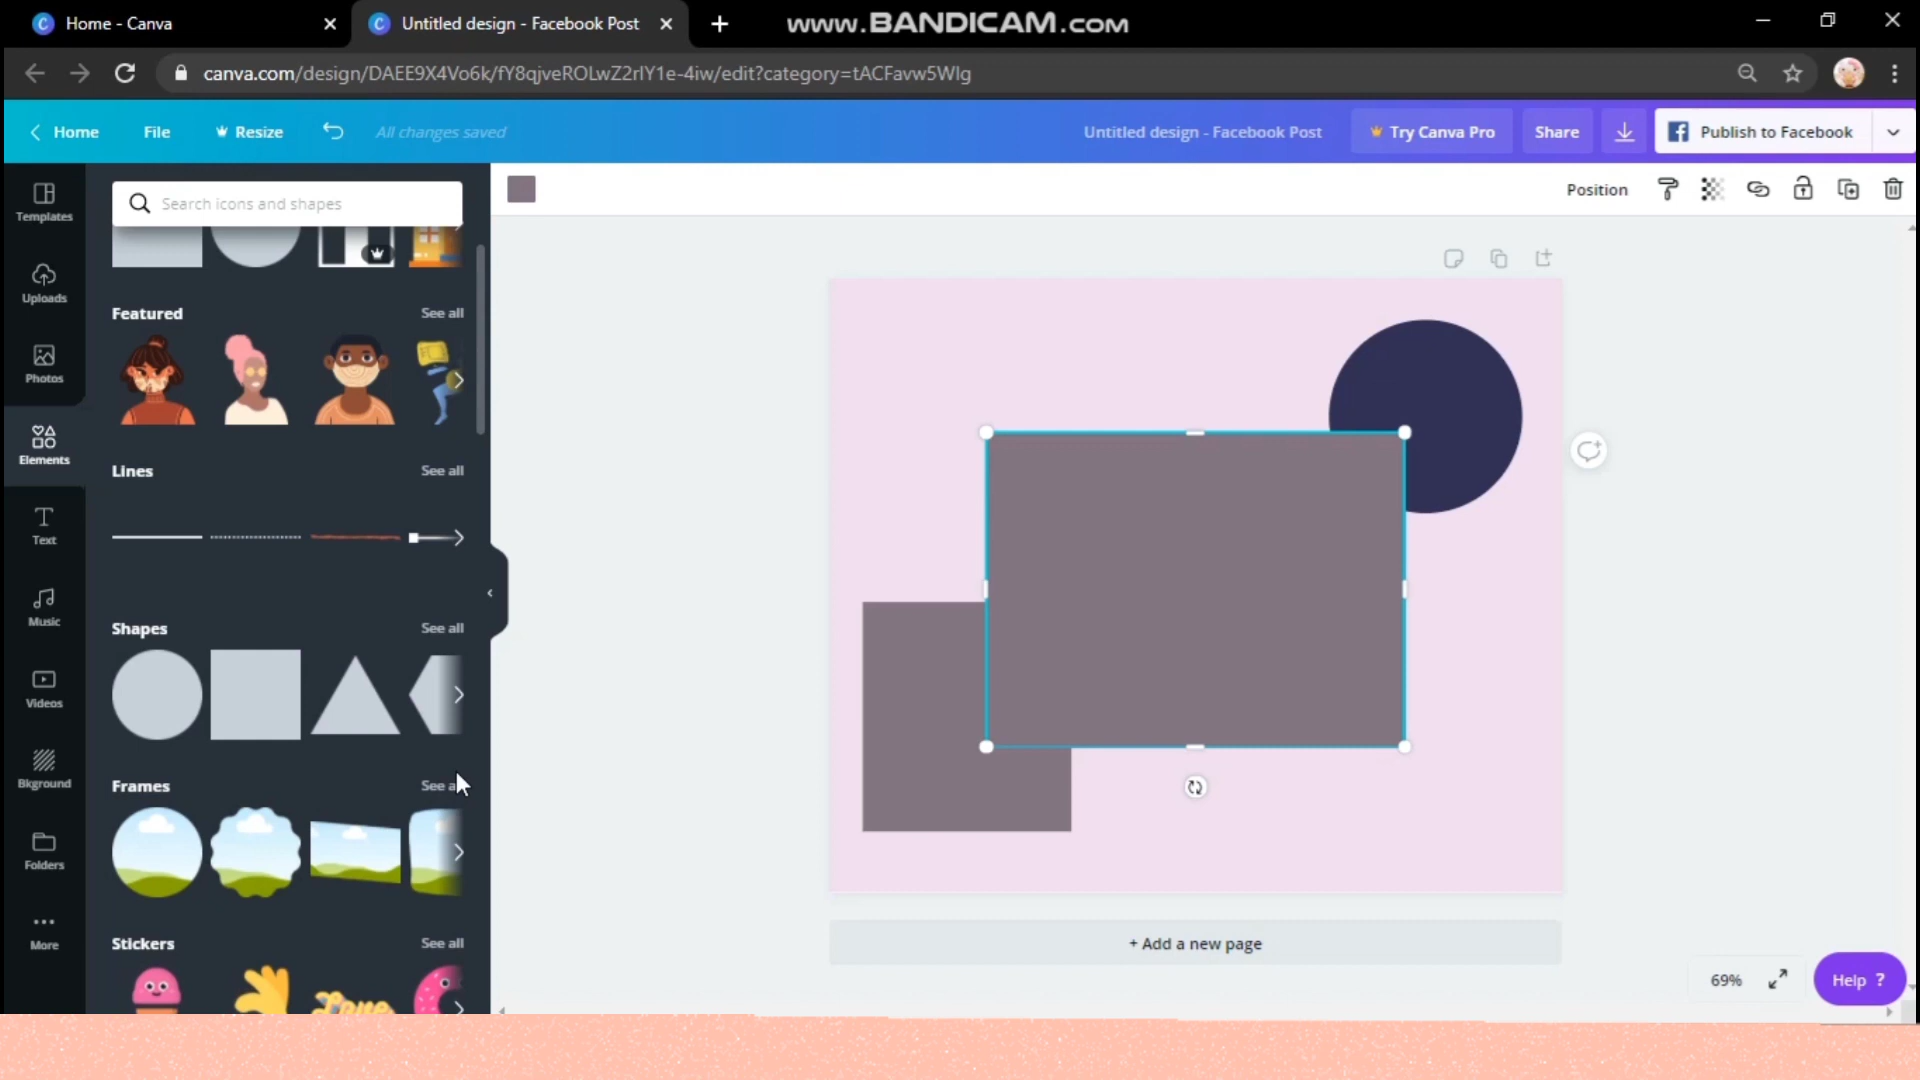 Home - Canva
Untitled design - Facebook Post
www.BANDICAM.com
canva.com/design/DAEE9X4Vo6k/fY8qjveROLwZ2rlY1e-4iw/edit?category=tACFavw5WIg
Home
File
Resize
All changes saved
Untitled design - Facebook Post
Try Canva Pro
Share
Publish to Facebook
Templates
Uploads
Photos
Elements
Text
Music
Videos
Bkground
Folders
More
Search icons and shapes
Position
Featured
See all
Lines
See all
Shapes
See all
Frames
See a
Stickers
See all
Love
+ Add a new page
69%
Help ?